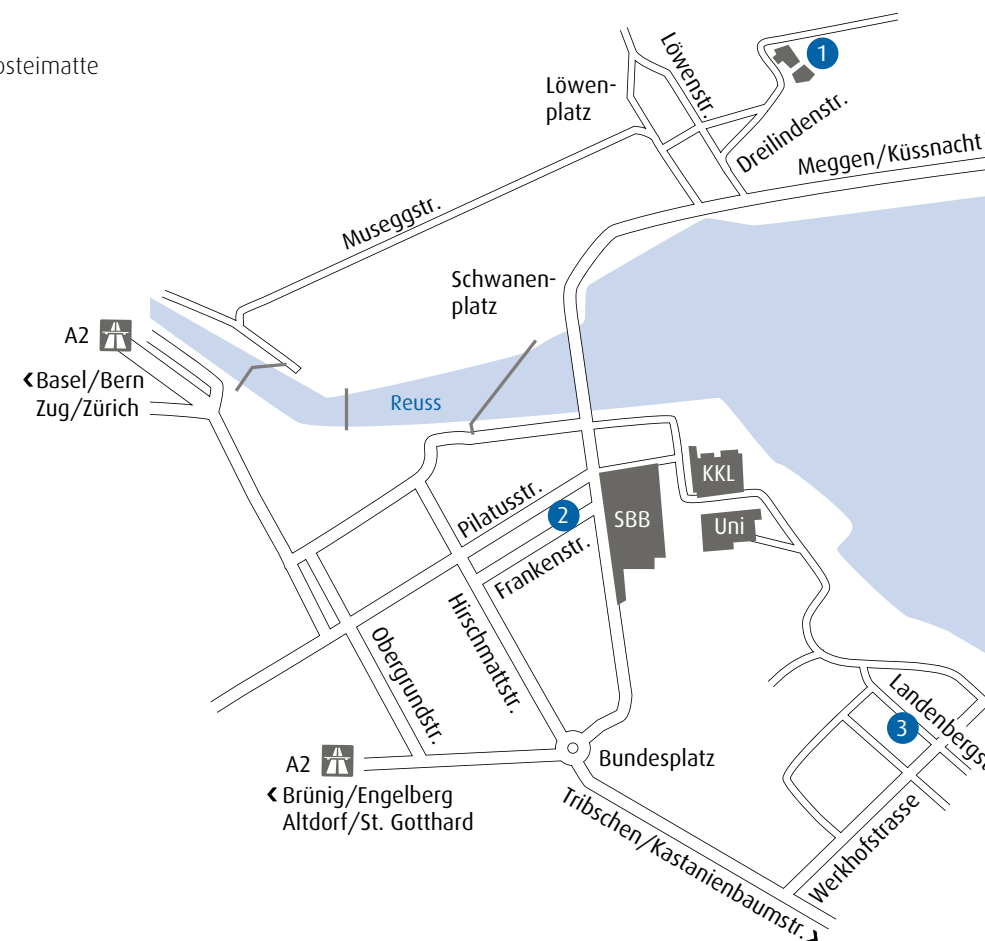 osteimatte
1
Löwenstr.
Löwen-
platz
Dreilindenstr.
Meggen/Küssnacht
Museggstr.
Schwanen-
platz
A2
Basel/Bern
Zug/Zürich
Reuss
KKL
Pilatusstr.
2
SBB
Uni
Frankenstr.
Hirschmattstr.
Obergrundstr.
Landenbergst
3
A2
Bundesplatz
Brünig/Engelberg
Altdorf/St. Gotthard
Tribschen/Kastanienbaumstr.
Werkhofstrasse